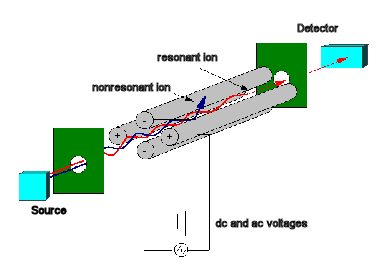 Detector
resonant ion
nonresonant ion
-
+
+
-
Source
dc and ac voltages